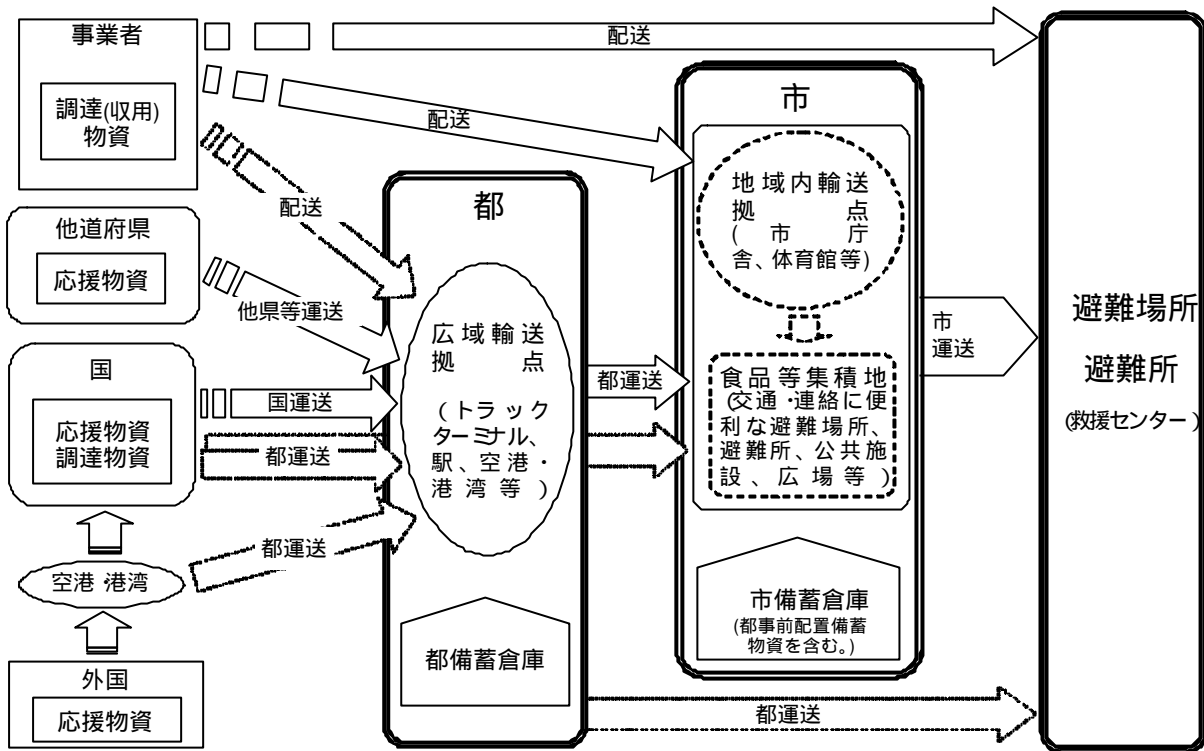 事業者
調達(収用)
物資
他道府県
応援物資
国
応援物資
調達物資
空港・港湾
外国
応援物資
配送
配送
配送
他県等運送
国運送
都運送
都運送
都
広域輸送
拠点
(トラック
ターミナル、
駅、空港・
港湾等)
都備蓄倉庫
都運送
都運送
市
地域内輸送
拠点
(市庁
舎、体育館等)
食品等集積地
(交通・連絡に便
利な避難場所、
避難所、公共施
設、広場等)
市備蓄倉庫
(都事前配置備蓄
物資を含む。)
市
運送
避難場所
避難所
(救援センター)